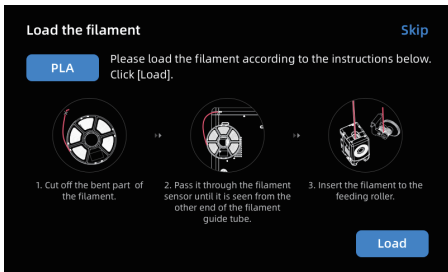 Load the filament
Skip
PLA
Please load the filament according to the instructions below.
Click [Load].
1. Cut off the bent part of
the filament.
2. Pass it through the filament
sensor until it is seen from the
other end of the filament
guide tube.
3. Insert the filament to the
feeding roller.
Load